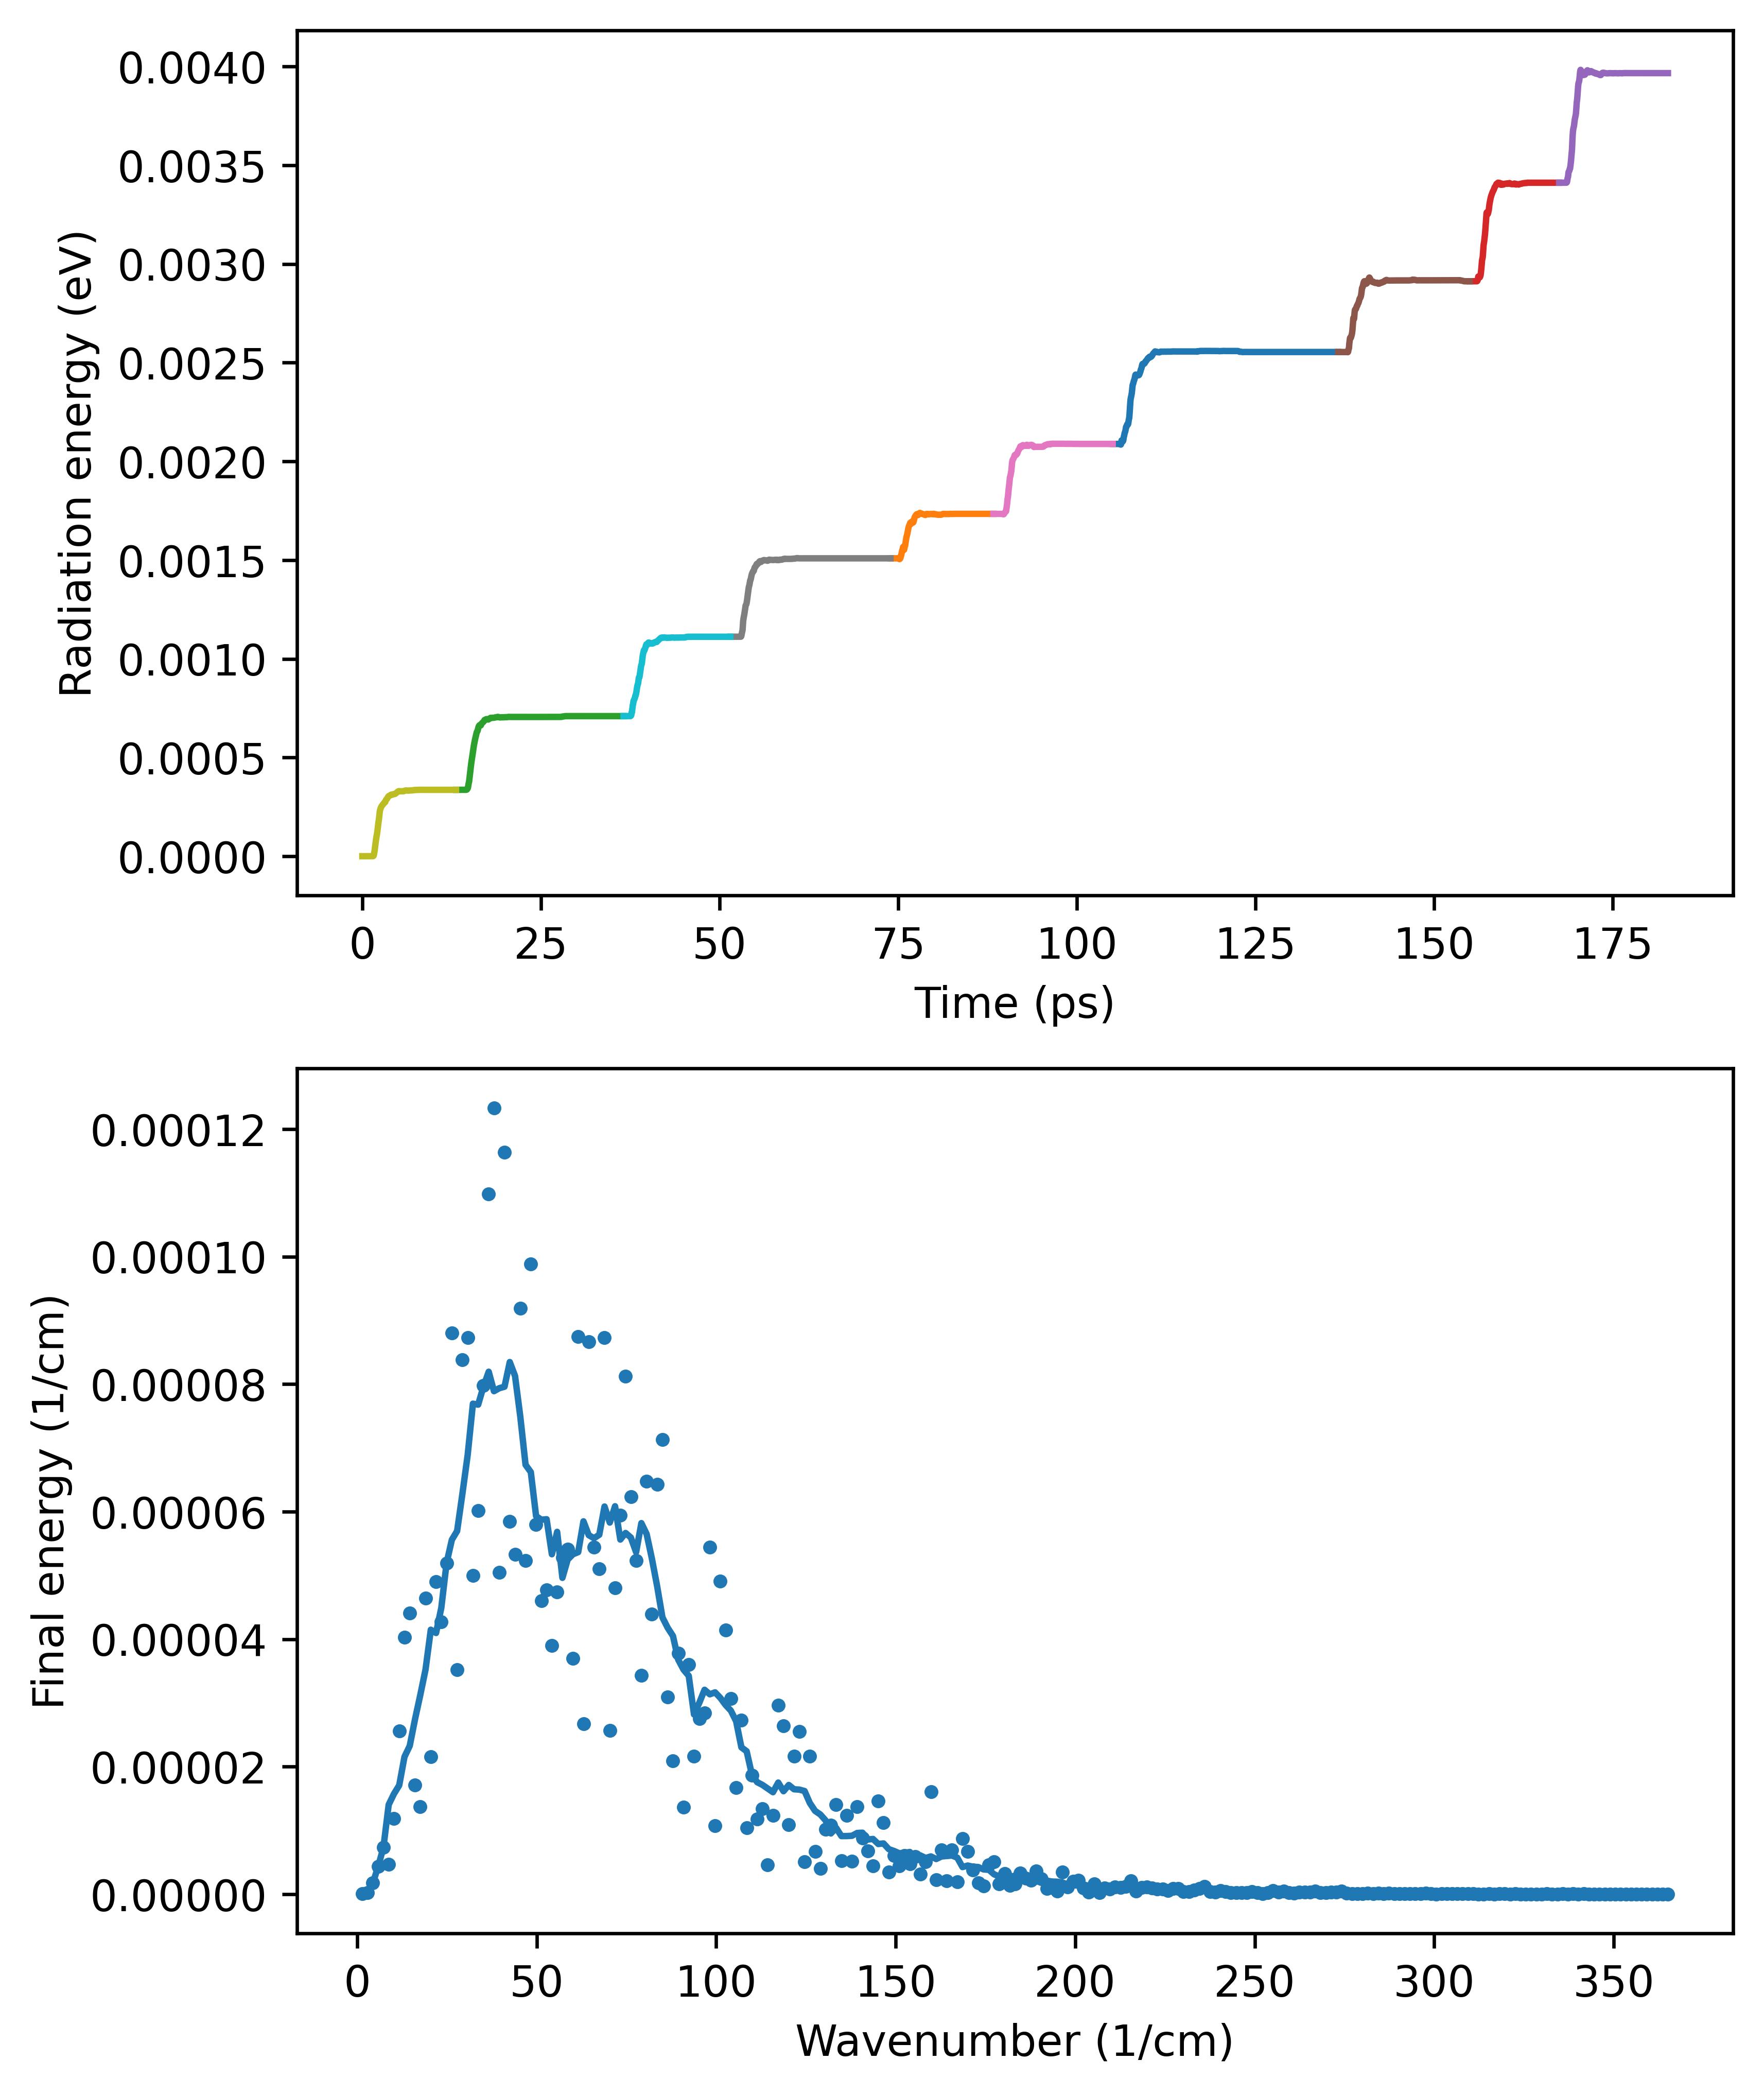 0.0040
0.0035
0.0030
0.0025
0.0020
0.0015
0.0010
0.0005
0.0000
Radiation energy (eV)
0 25 50 75 100 125 150 175
Time (ps)
0.00012
0.00010
0.00008
0.00006
0.00004
0.00002
0.00000
Final energy (1/cm)
0 50 100 150 200 250 300 350
Wavenumber (1/cm)